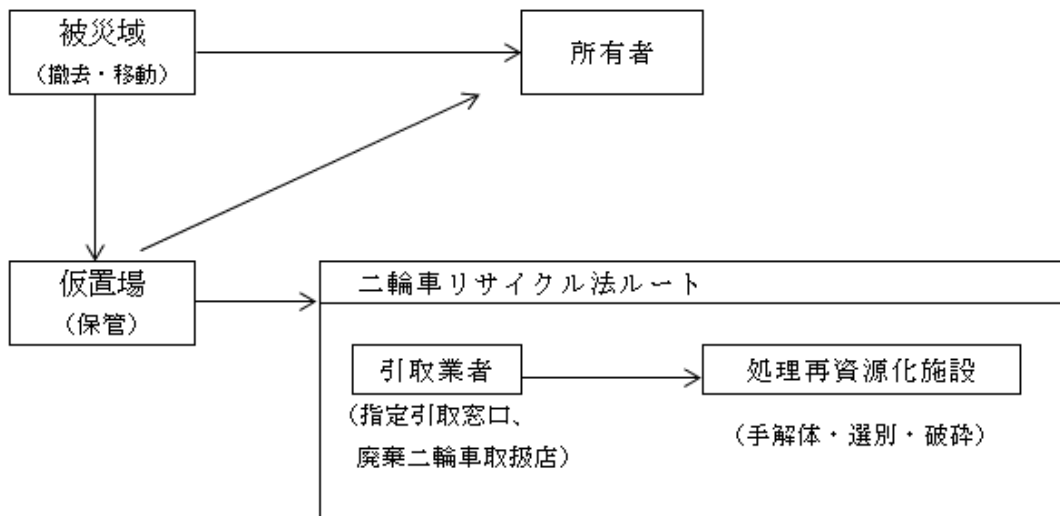 被災域
（撤去・移動）
所有者
仮置場
（保管）
二輪車リサイクル法ルート
引取業者
（指定引取窓口、
廃棄二輪車取扱店）
処理再資源化施設
（手解体・選別・破砕）